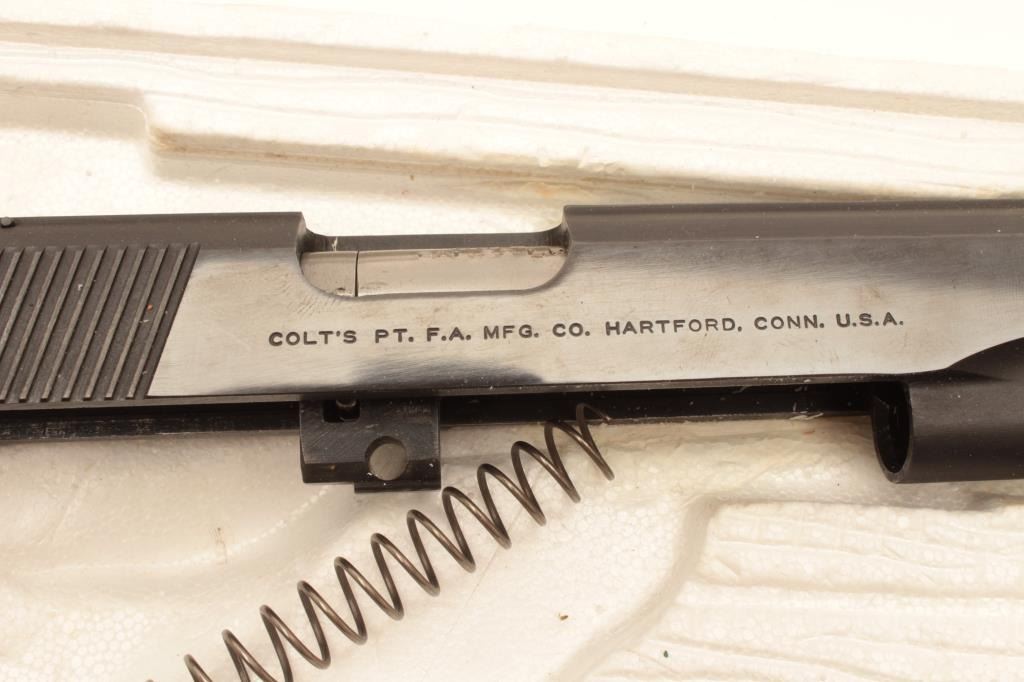 COLT'S PT. F.A. MFG. CO. HARTFORD, CONN. U.S.A.